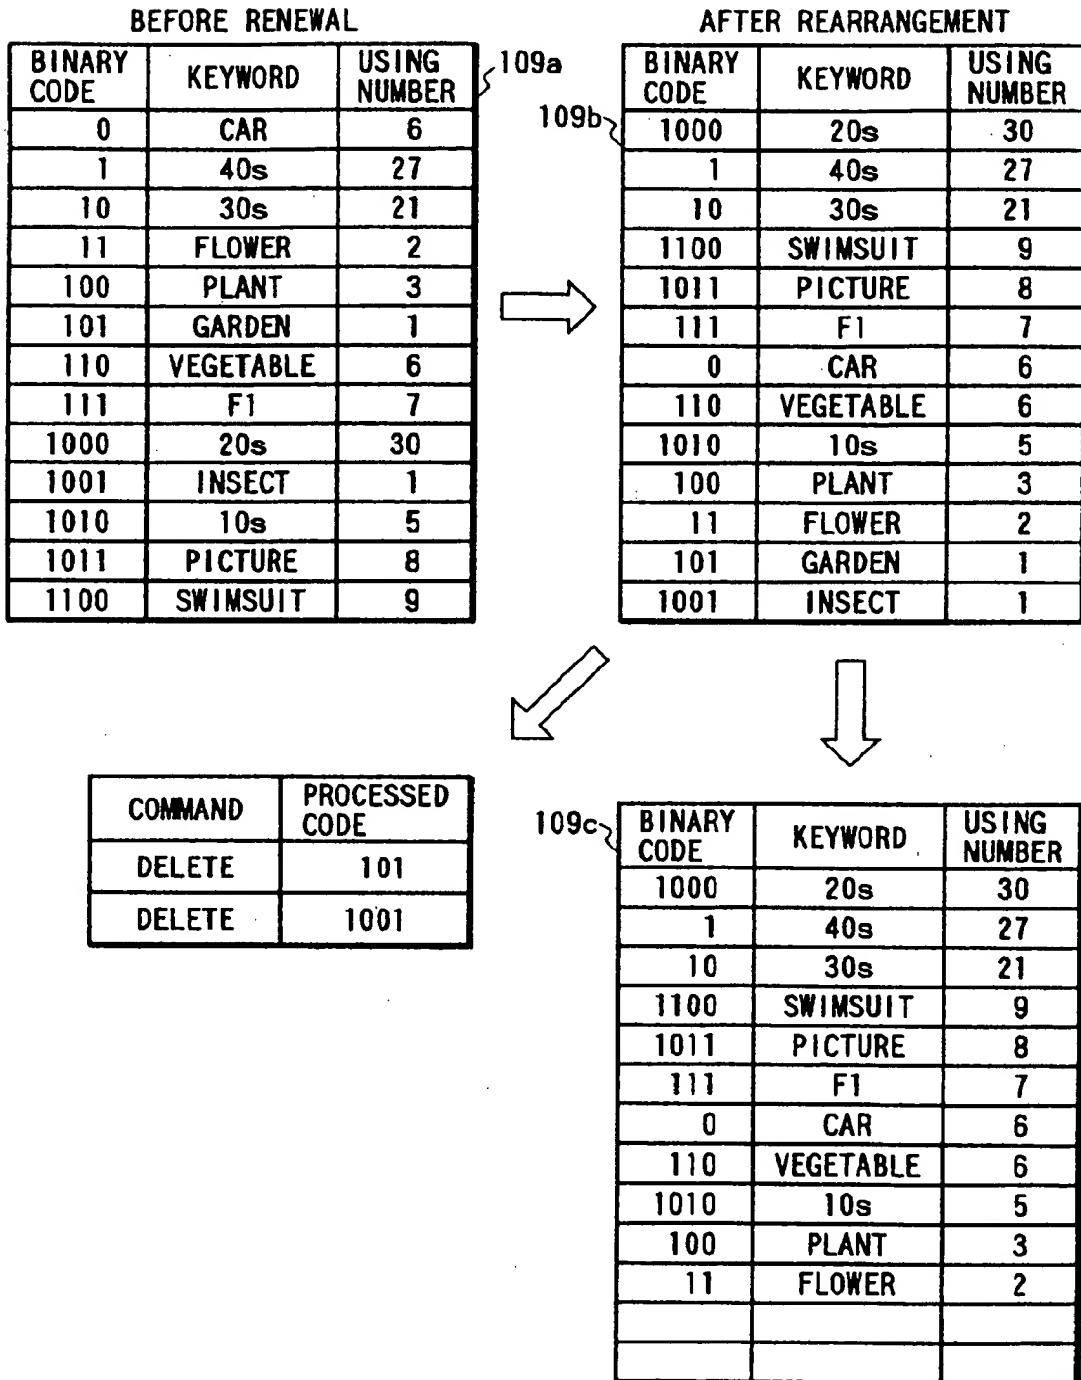 BEFORE RENEWAL
BINARY CODE KEYWORD USING NUMBER
109a
0 CAR 6
1 40s 27
10 30s 21
11 FLOWER 2
100 PLANT 3
101 GARDEN 1
110 VEGETABLE 6
111 F1 7
1000 20s 30
1001 INSECT 1
1010 10s 5
1011 PICTURE 8
1100 SWIMSUIT 9
AFTER REARRANGEMENT
109b
BINARY CODE KEYWORD USING NUMBER
1000 20s 30
1 40s 27
10 30s 21
1100 SWIMSUIT 9
1011 PICTURE 8
111 F1 7
0 CAR 6
110 VEGETABLE 6
1010 10s 5
100 PLANT 3
11 FLOWER 2
101 GARDEN 1
1001 INSECT 1
COMMAND PROCESSED CODE
DELETE 101
DELETE 1001
109c
BINARY CODE KEYWORD USING NUMBER
1000 20s 30
1 40s 27
10 30s 21
1100 SWIMSUIT 9
1011 PICTURE 8
111 F1 7
0 CAR 6
110 VEGETABLE 6
1010 10s 5
100 PLANT 3
11 FLOWER 2